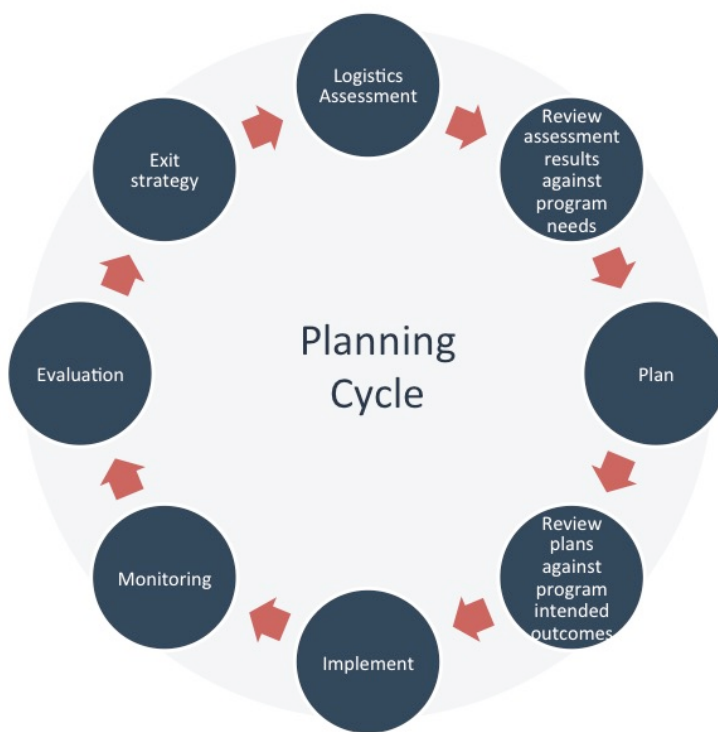 Logistics
Assessment
Review
assessment
results
against
program
needs
Plan
Review
plans
against
program
intended
outcomes
Implement
Monitoring
Evaluation
Exit
strategy
Planning
Cycle